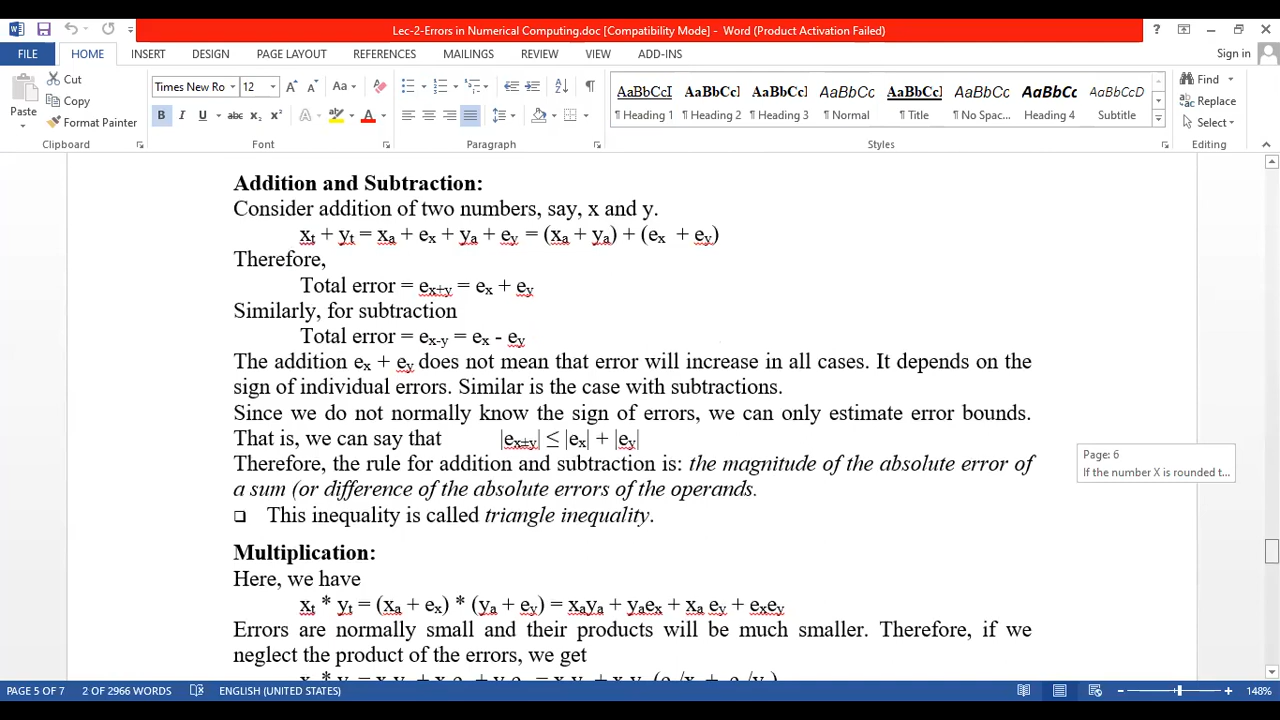 Lec-2-Errors in Numerical Computing.doc [Compatibility Mode] - Word (Product Activation Failed)
FILE HOME INSERT DESIGN PAGE LAYOUT REFERENCES MAILINGS REVIEW VIEW ADD-INS Sign in
Paste
Cut
Copy
Format Painter
Clipboard
Times New Ro 12
Font
Paragraph
AaBbCcI AaBbCcl AaBbCcl AaBbCcI AaBbCcl AaBbCcI AaBbCcl AaBbCcD
¶ Heading 1 ¶ Heading 2 ¶ Heading 3 ¶ Normal ¶ Title ¶ No Spac... Heading 4 Subtitle
Styles
Find
Replace
Select
Editing
Addition and Subtraction:
Consider addition of two numbers, say, x and y.
xt + yt = xa + ex + ya + ey = (xa + ya) + (ex + ey)
Therefore,
Total error = ex+y = ex + ey
Similarly, for subtraction
Total error = ex-y = ex - ey
The addition ex + ey does not mean that error will increase in all cases. It depends on the
sign of individual errors. Similar is the case with subtractions.
Since we do not normally know the sign of errors, we can only estimate error bounds.
That is, we can say that |ex±y| ≤ |ex| + |ey|
Therefore, the rule for addition and subtraction is: the magnitude of the absolute error of
a sum (or difference of the absolute errors of the operands.
❑ This inequality is called triangle inequality.
Multiplication:
Here, we have
xt * yt = (xa + ex) * (ya + ey) = xaya + yaex + xa ey + exey
Errors are normally small and their products will be much smaller. Therefore, if we
neglect the product of the errors, we get
Page: 6
If the number X is rounded t...
PAGE 5 OF 7 2 OF 2966 WORDS ENGLISH (UNITED STATES) 148%